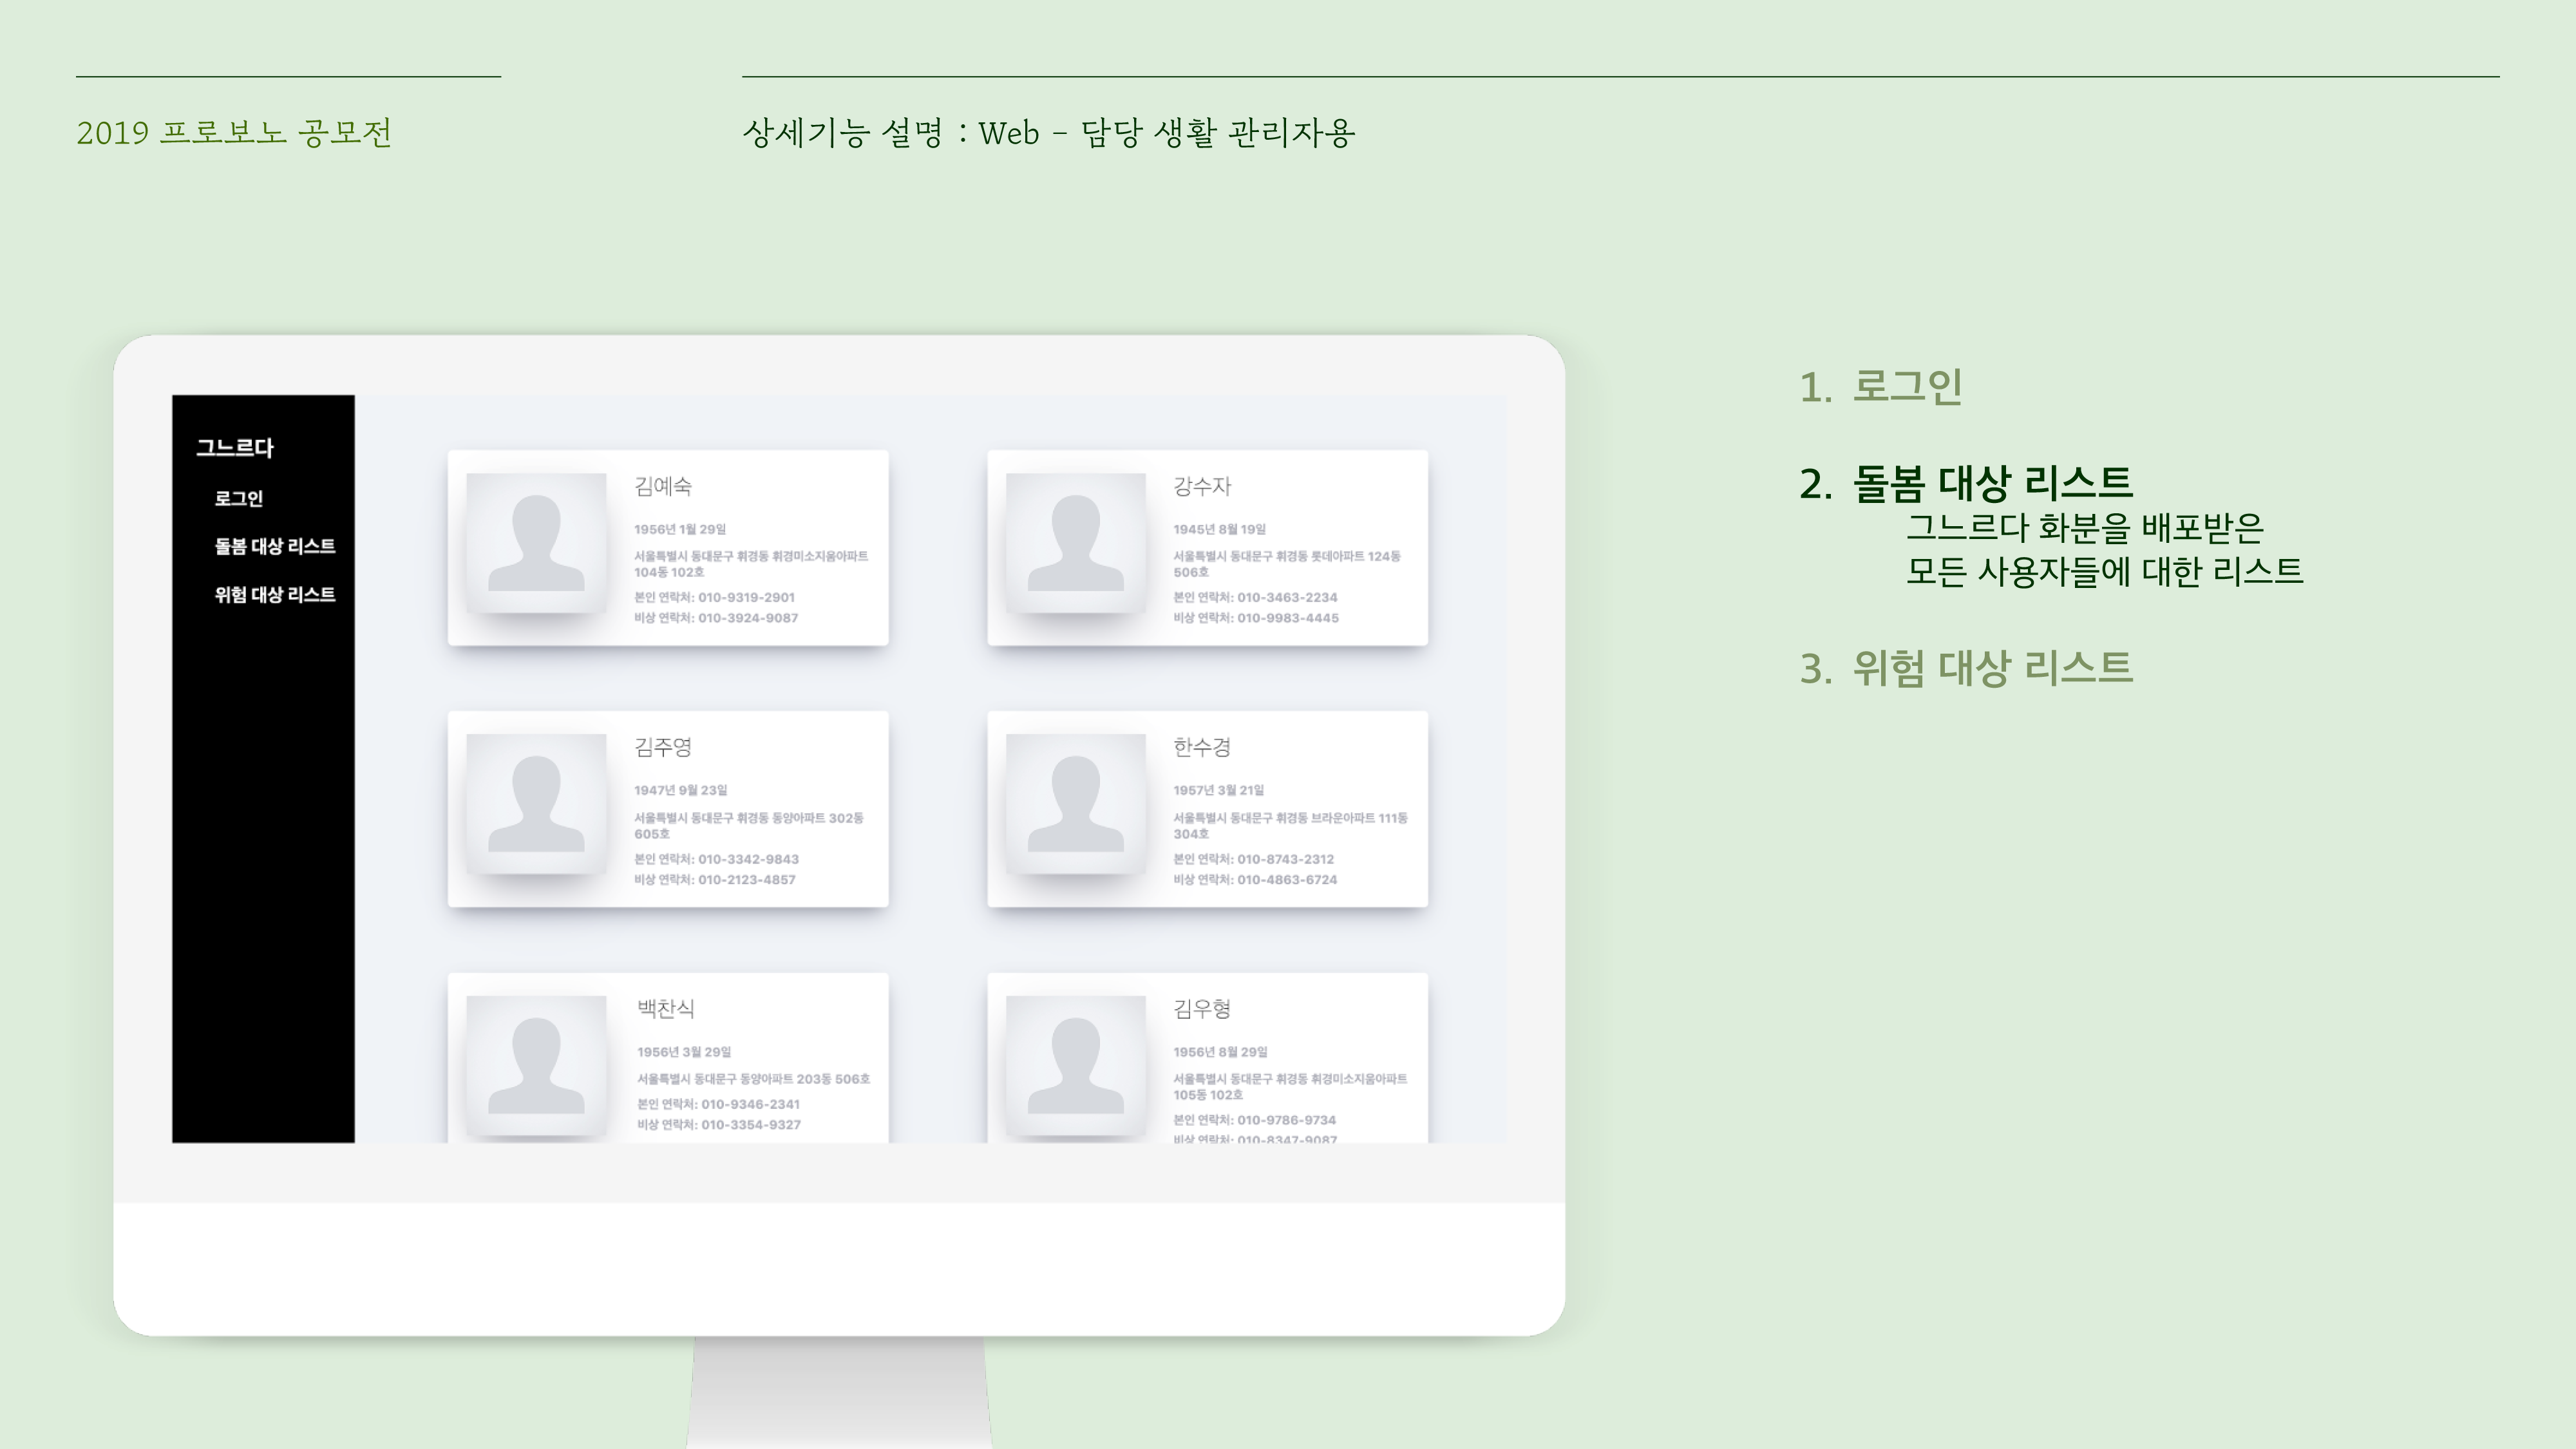 2019 프로보노 공모전
상세기능 설명 : Web - 담당 생활 관리자용
그느르다
로그인
돌봄 대상 리스트
위험 대상 리스트
김예숙
1956년 1월 29일
서울특별시 동대문구 휘경동 휘경미소지움아파트
104동 102호
본인 연락처: 010-9319-2901
비상 연락처: 010-3924-9087
강수자
1945년 8월 19일
서울특별시 동대문구 휘경동 롯데아파트 124동
506호
본인 연락처: 010-3463-2234
비상 연락처: 010-9983-4445
김주영
1947년 9월 23일
서울특별시 동대문구 휘경동 동양아파트 302동
605호
본인 연락처: 010-3342-9843
비상 연락처: 010-2123-4857
한수경
1957년 3월 21일
서울특별시 동대문구 휘경동 브라운아파트 111동
304호
본인 연락처: 010-8743-2312
비상 연락처: 010-4863-6724
백찬식
1956년 3월 29일
서울특별시 동대문구 동양아파트 203동 506호
본인 연락처: 010-9346-2341
비상 연락처: 010-3354-9327
김우형
1956년 8월 29일
서울특별시 동대문구 휘경동 휘경미소지움아파트
105동 102호
본인 연락처: 010-9786-9734
비상 연락처: 010-8347-9087
1. 로그인
2. 돌봄 대상 리스트
그느르다 화분을 배포받은
모든 사용자들에 대한 리스트
3. 위험 대상 리스트